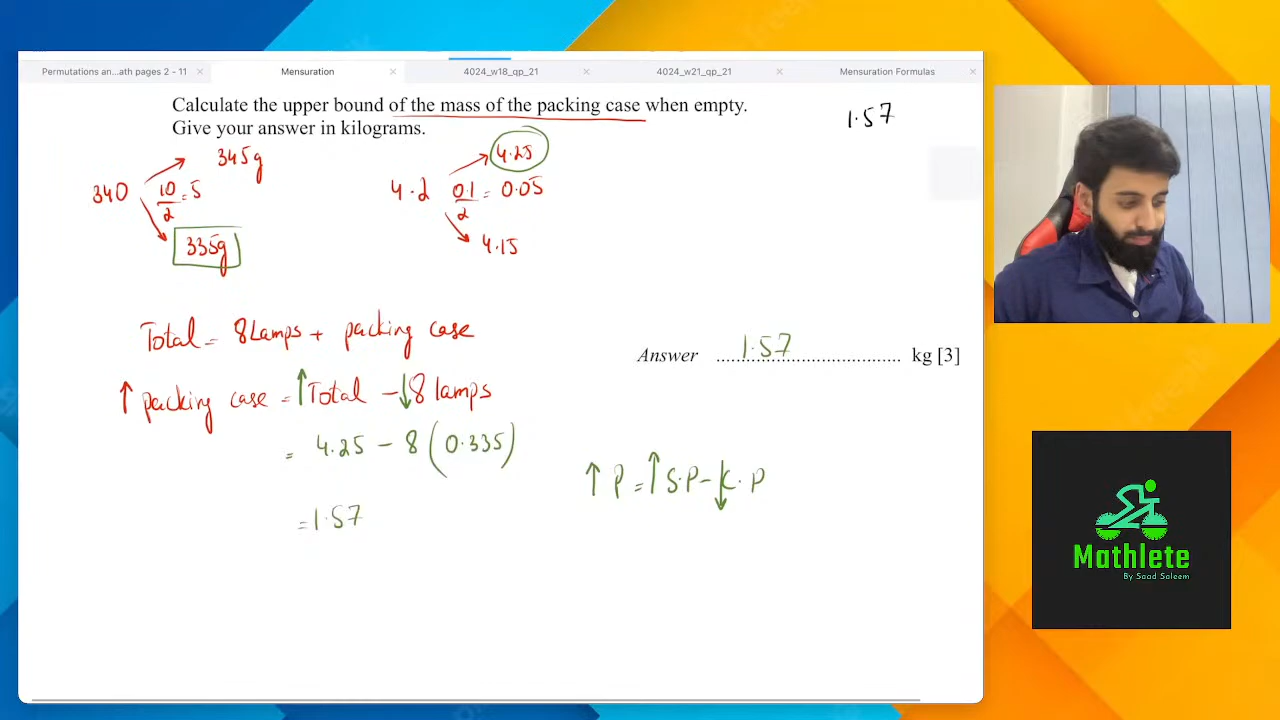 Permutations an...ath pages 2 - 11 × Mensuration × 4024_w18_qp_21 × 4024_w21_qp_21 × Mensuration Formulas ×
Calculate the upper bound of the mass of the packing case when empty.
Give your answer in kilograms.
1.57
345g
340 10/2 = 5
335g
4.25
4.2 0.1/2 = 0.05
4.15
Total = 8 Lamps + packing case
↑ packing case = ↑ Total - ↓ 8 lamps
= 4.25 - 8 (0.335)
= 1.57
Answer 1.57 kg [3]
↑ P = ↑ S.P - ↓ C.P
Mathlete
By Saad Saleem